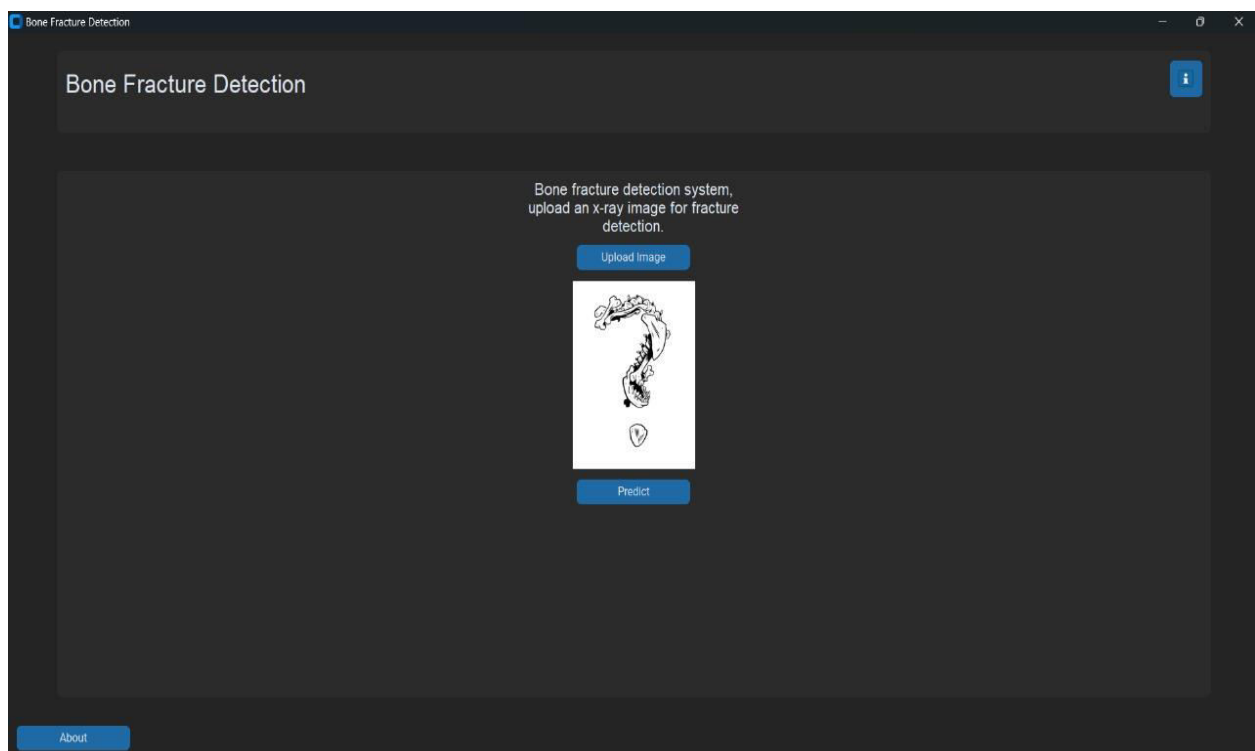 Bone Fracture Detection
Bone Fracture Detection
i
Bone fracture detection system,
upload an x-ray image for fracture
detection.
Upload Image
Predict
About